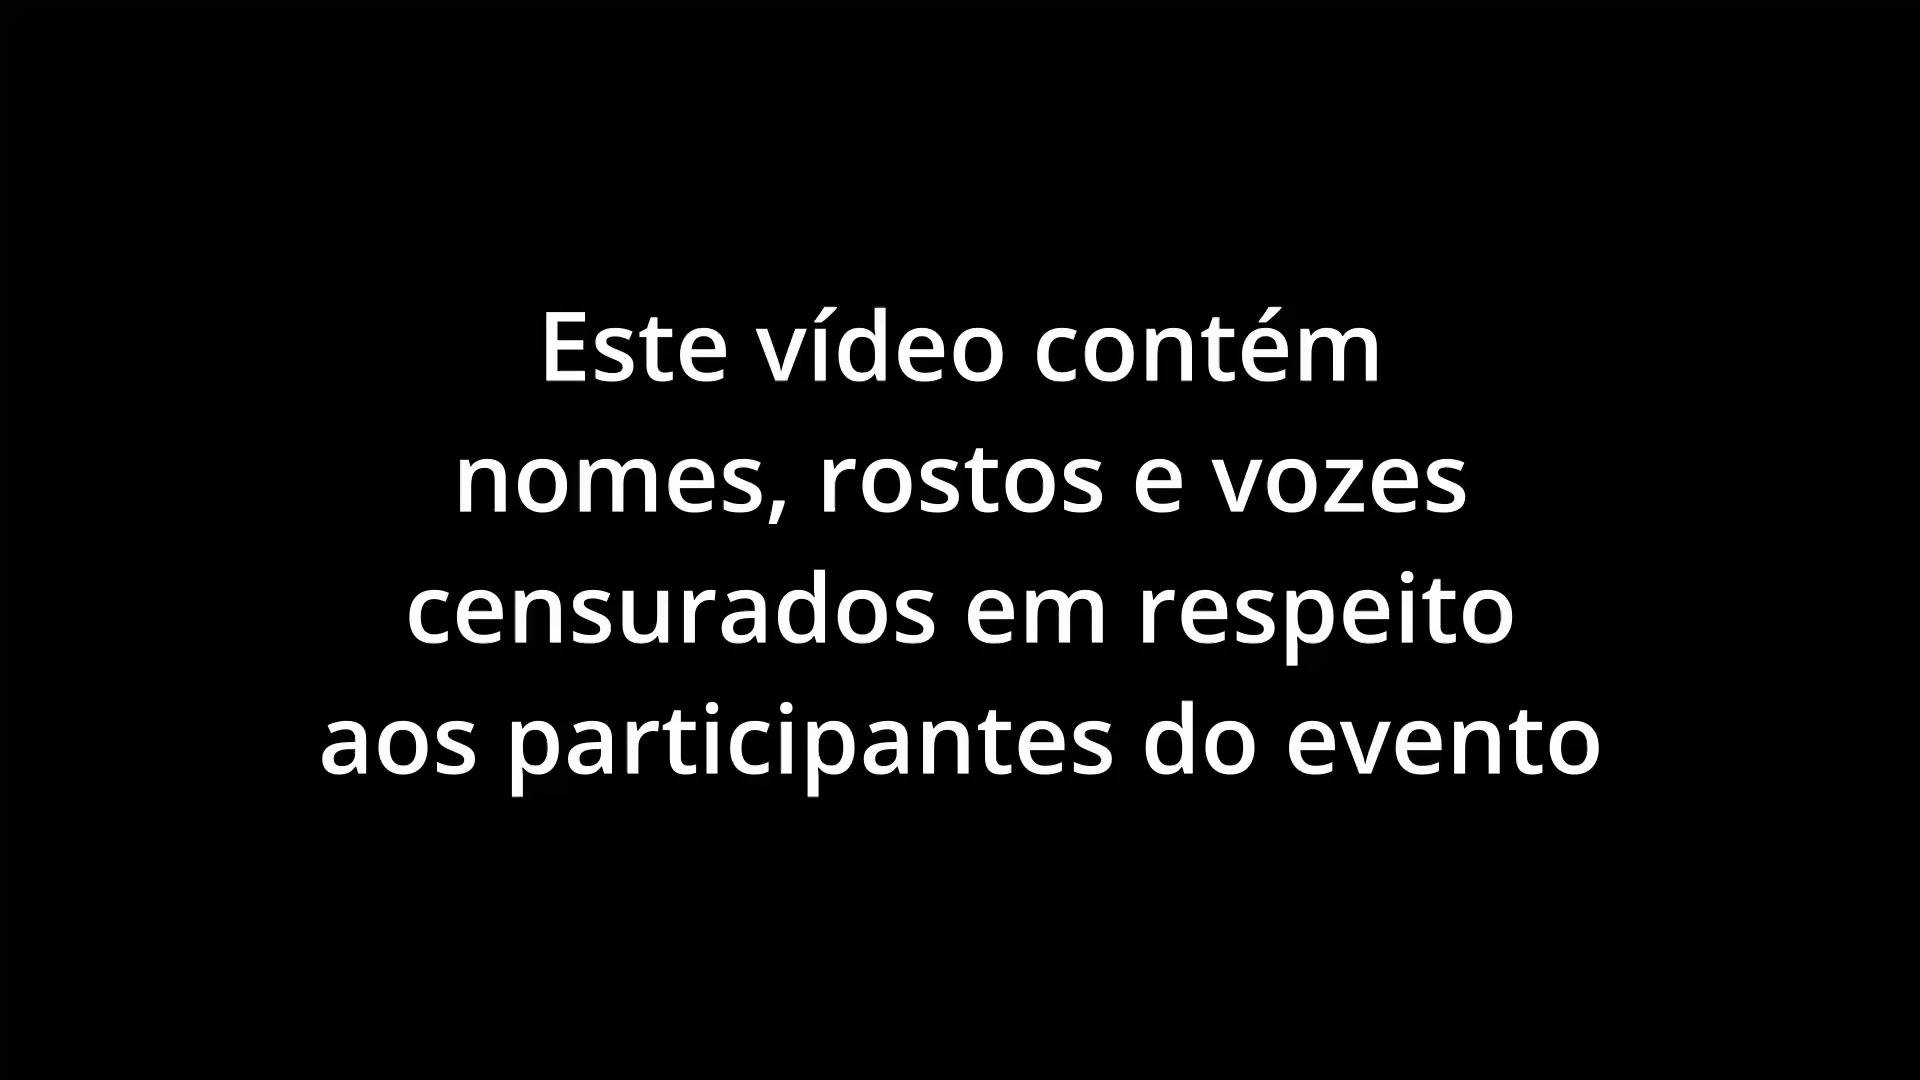 Este vídeo contém
nomes, rostos e vozes
censurados em respeito
aos participantes do evento